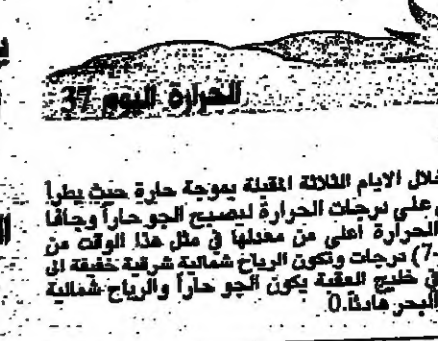 الحرارة اليوم 37
خلال الايام الثلاثة المقبلة بموجة حارة حيث يطرأ
على درجات الحرارة ليصبح الجو حاراً وجافا
الحرارة أعلى من معدلها في مثل هذا الوقت من
7-) درجات وتكون الرياح شمالية شرقية خفيفة الى
في خليج العقبة يكون الجو حاراً والرياح شمالية
البحر هادئا.0